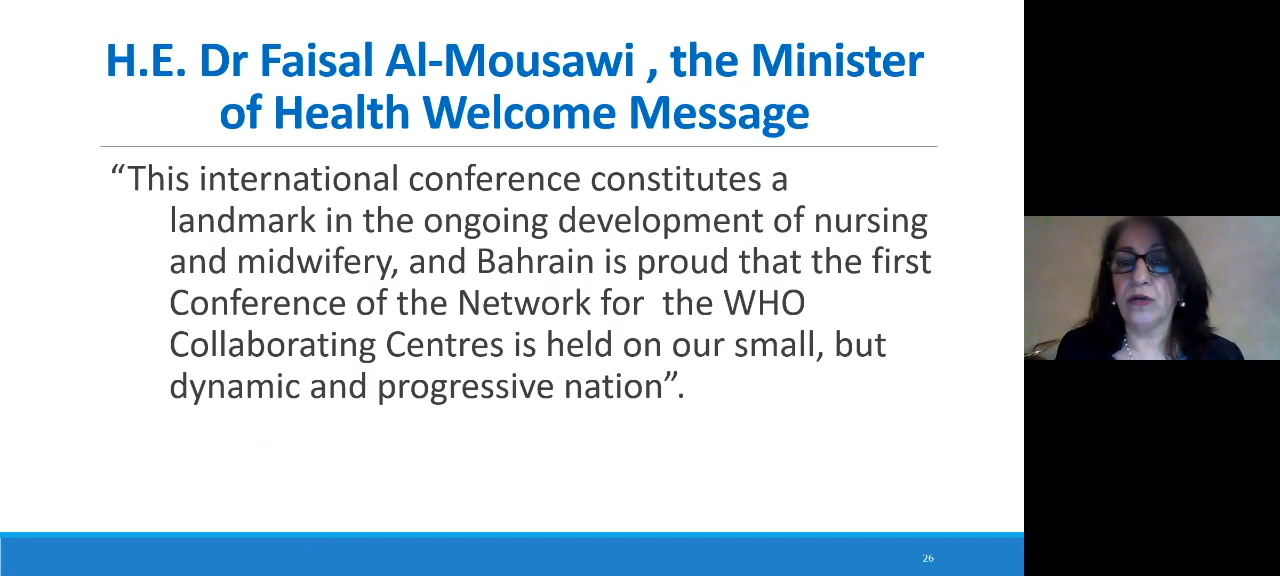 H.E. Dr Faisal Al-Mousawi , the Minister
of Health Welcome Message
“This international conference constitutes a
landmark in the ongoing development of nursing
and midwifery, and Bahrain is proud that the first
Conference of the Network for  the WHO
Collaborating Centres is held on our small, but
dynamic and progressive nation”.
26